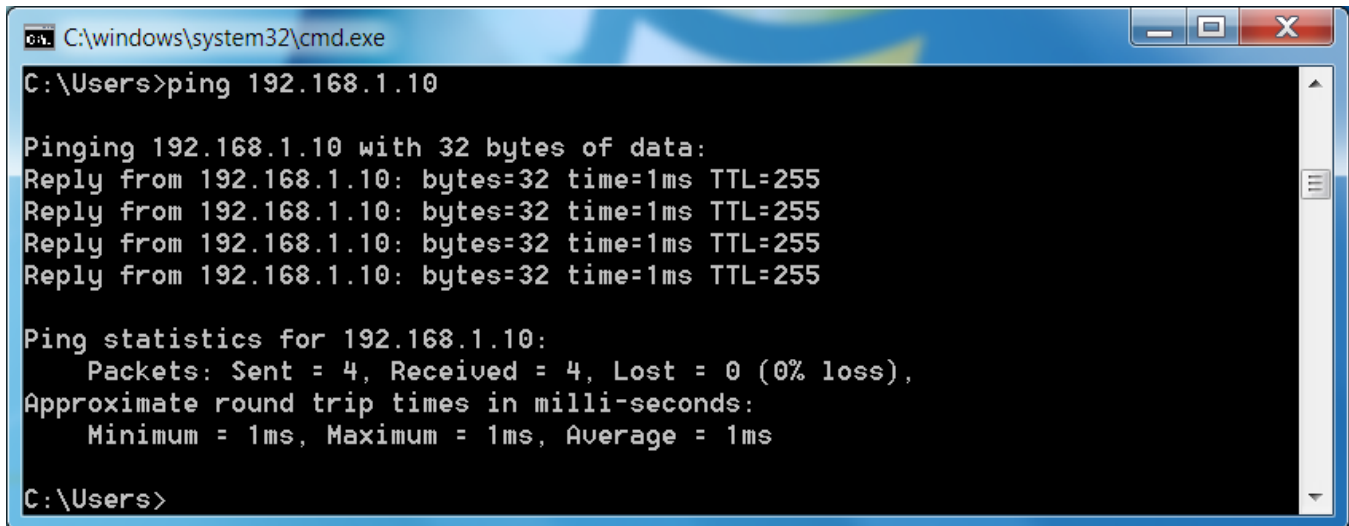 C:\windows\system32\cmd.exe
C:\Users>ping 192.168.1.10
Pinging 192.168.1.10 with 32 bytes of data:
Reply from 192.168.1.10: bytes=32 time=1ms TTL=255
Reply from 192.168.1.10: bytes=32 time=1ms TTL=255
Reply from 192.168.1.10: bytes=32 time=1ms TTL=255
Reply from 192.168.1.10: bytes=32 time=1ms TTL=255
Ping statistics for 192.168.1.10:
    Packets: Sent = 4, Received = 4, Lost = 0 (0% loss),
Approximate round trip times in milli-seconds:
    Minimum = 1ms, Maximum = 1ms, Average = 1ms
C:\Users>